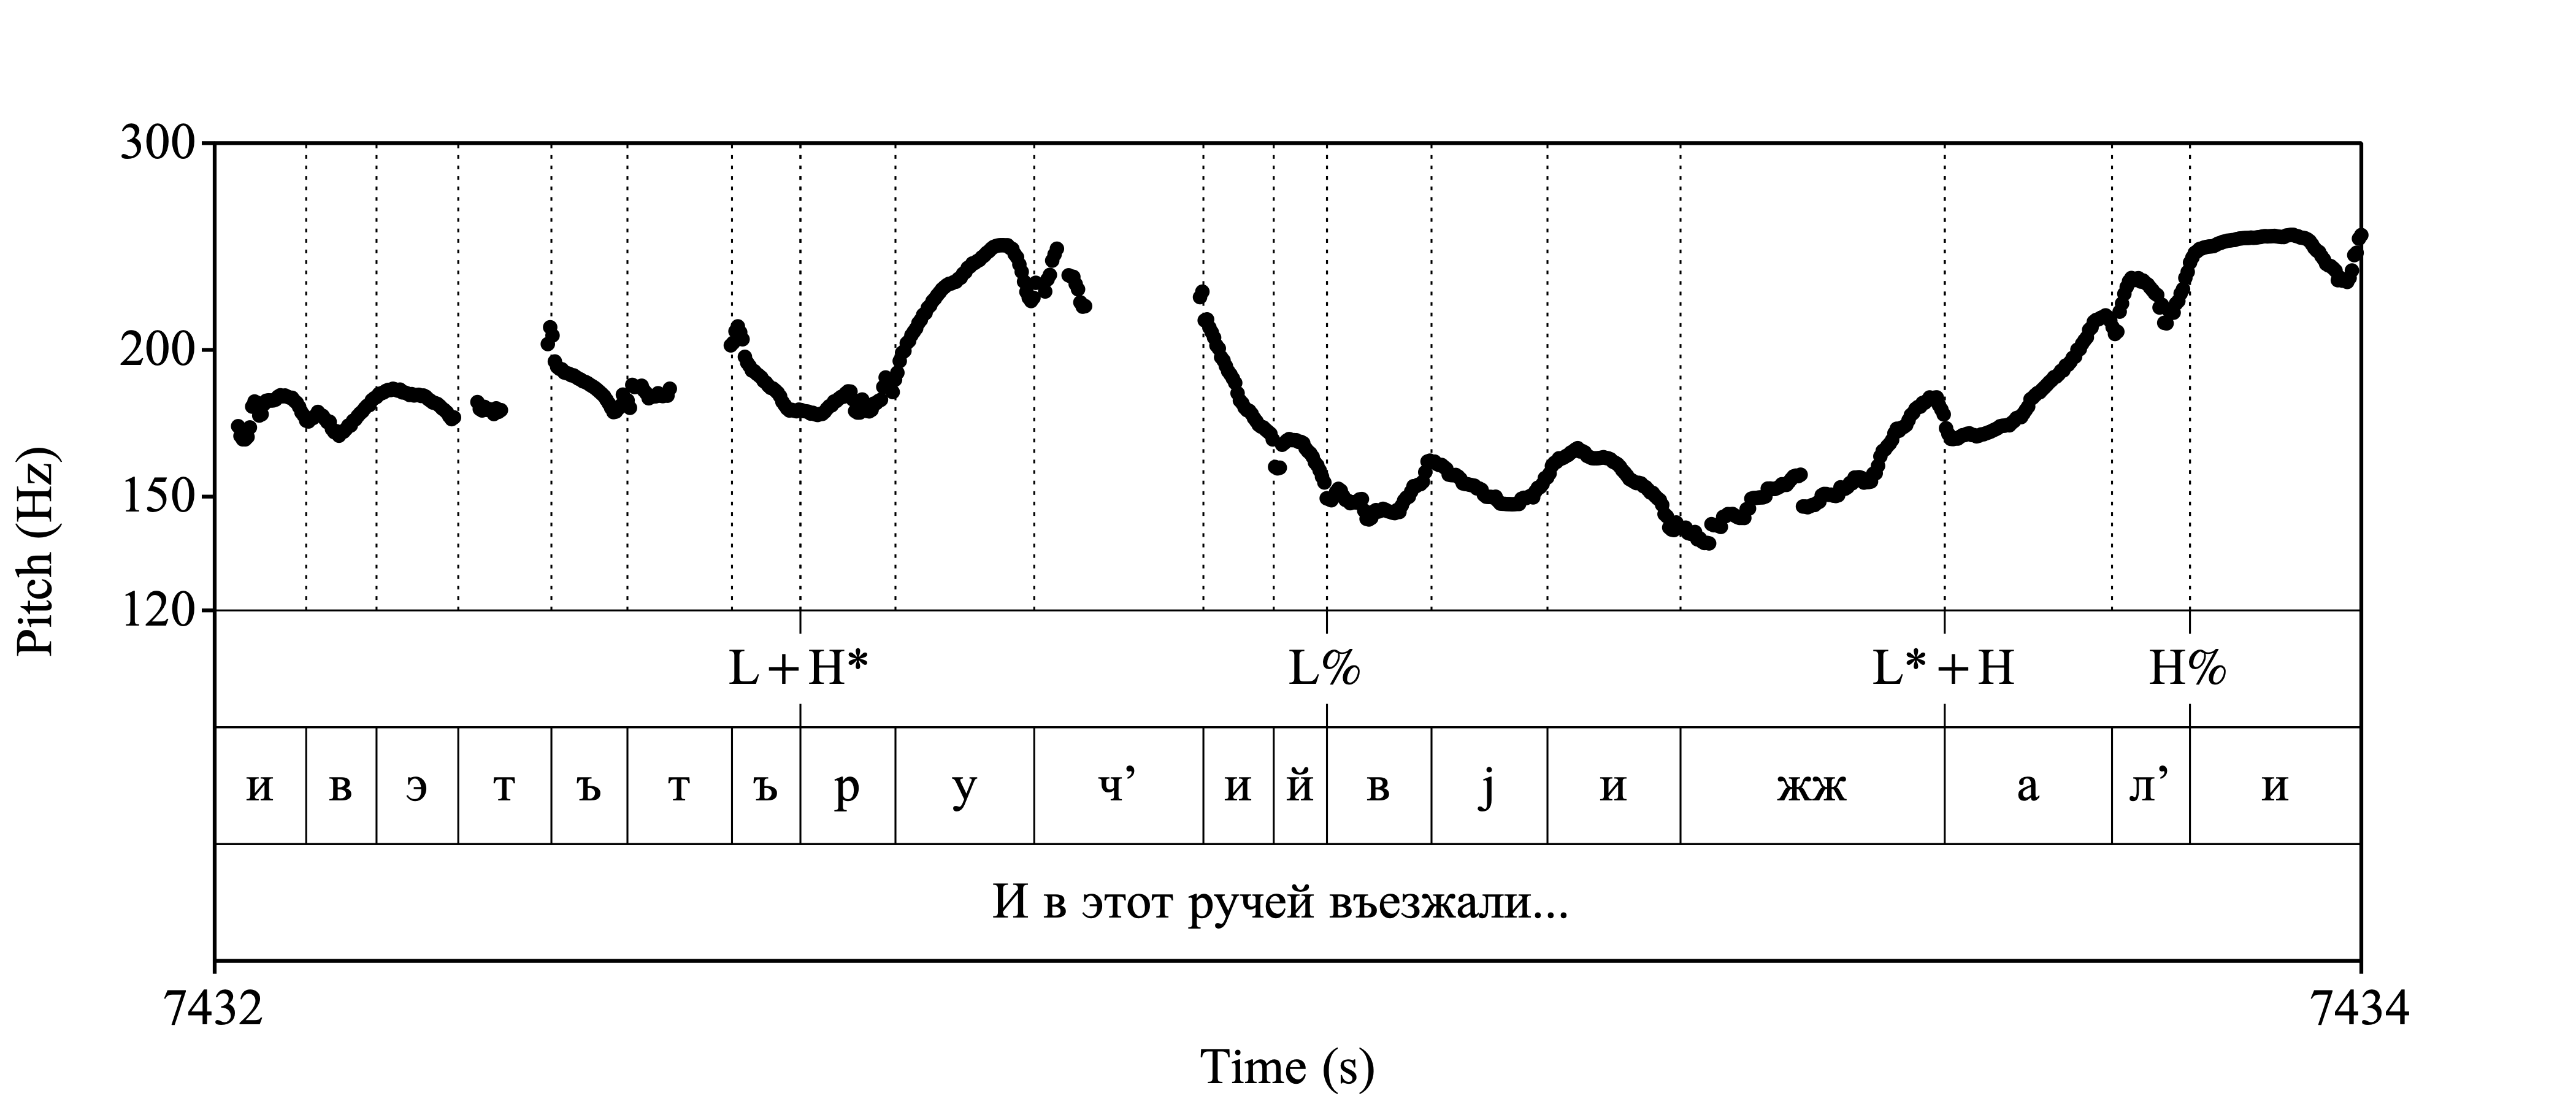 300
200
150
120
Pitch (Hz)
L+H* L% L*+H H%
и в э т ъ т ъ р у ч’ и й в j и жж а л’ и
И в этот ручей въезжали...
7432 7434
Time (s)